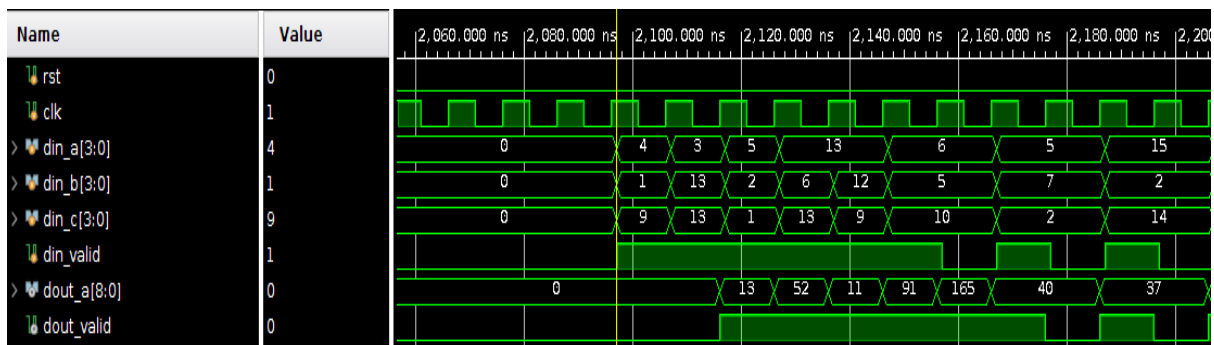 Name Value 2,060.000 ns 2,080.000 ns 2,100.000 ns 2,120.000 ns 2,140.000 ns 2,160.000 ns 2,180.000 ns 2,20
rst 0
clk 1
din_a[3:0] 4 0 4 3 5 13 6 5 15
din_b[3:0] 1 0 1 13 2 6 12 5 7 2
din_c[3:0] 9 0 9 13 1 13 9 10 2 14
din_valid 1
dout_a[8:0] 0 0 13 52 11 91 165 40 37
dout_valid 0